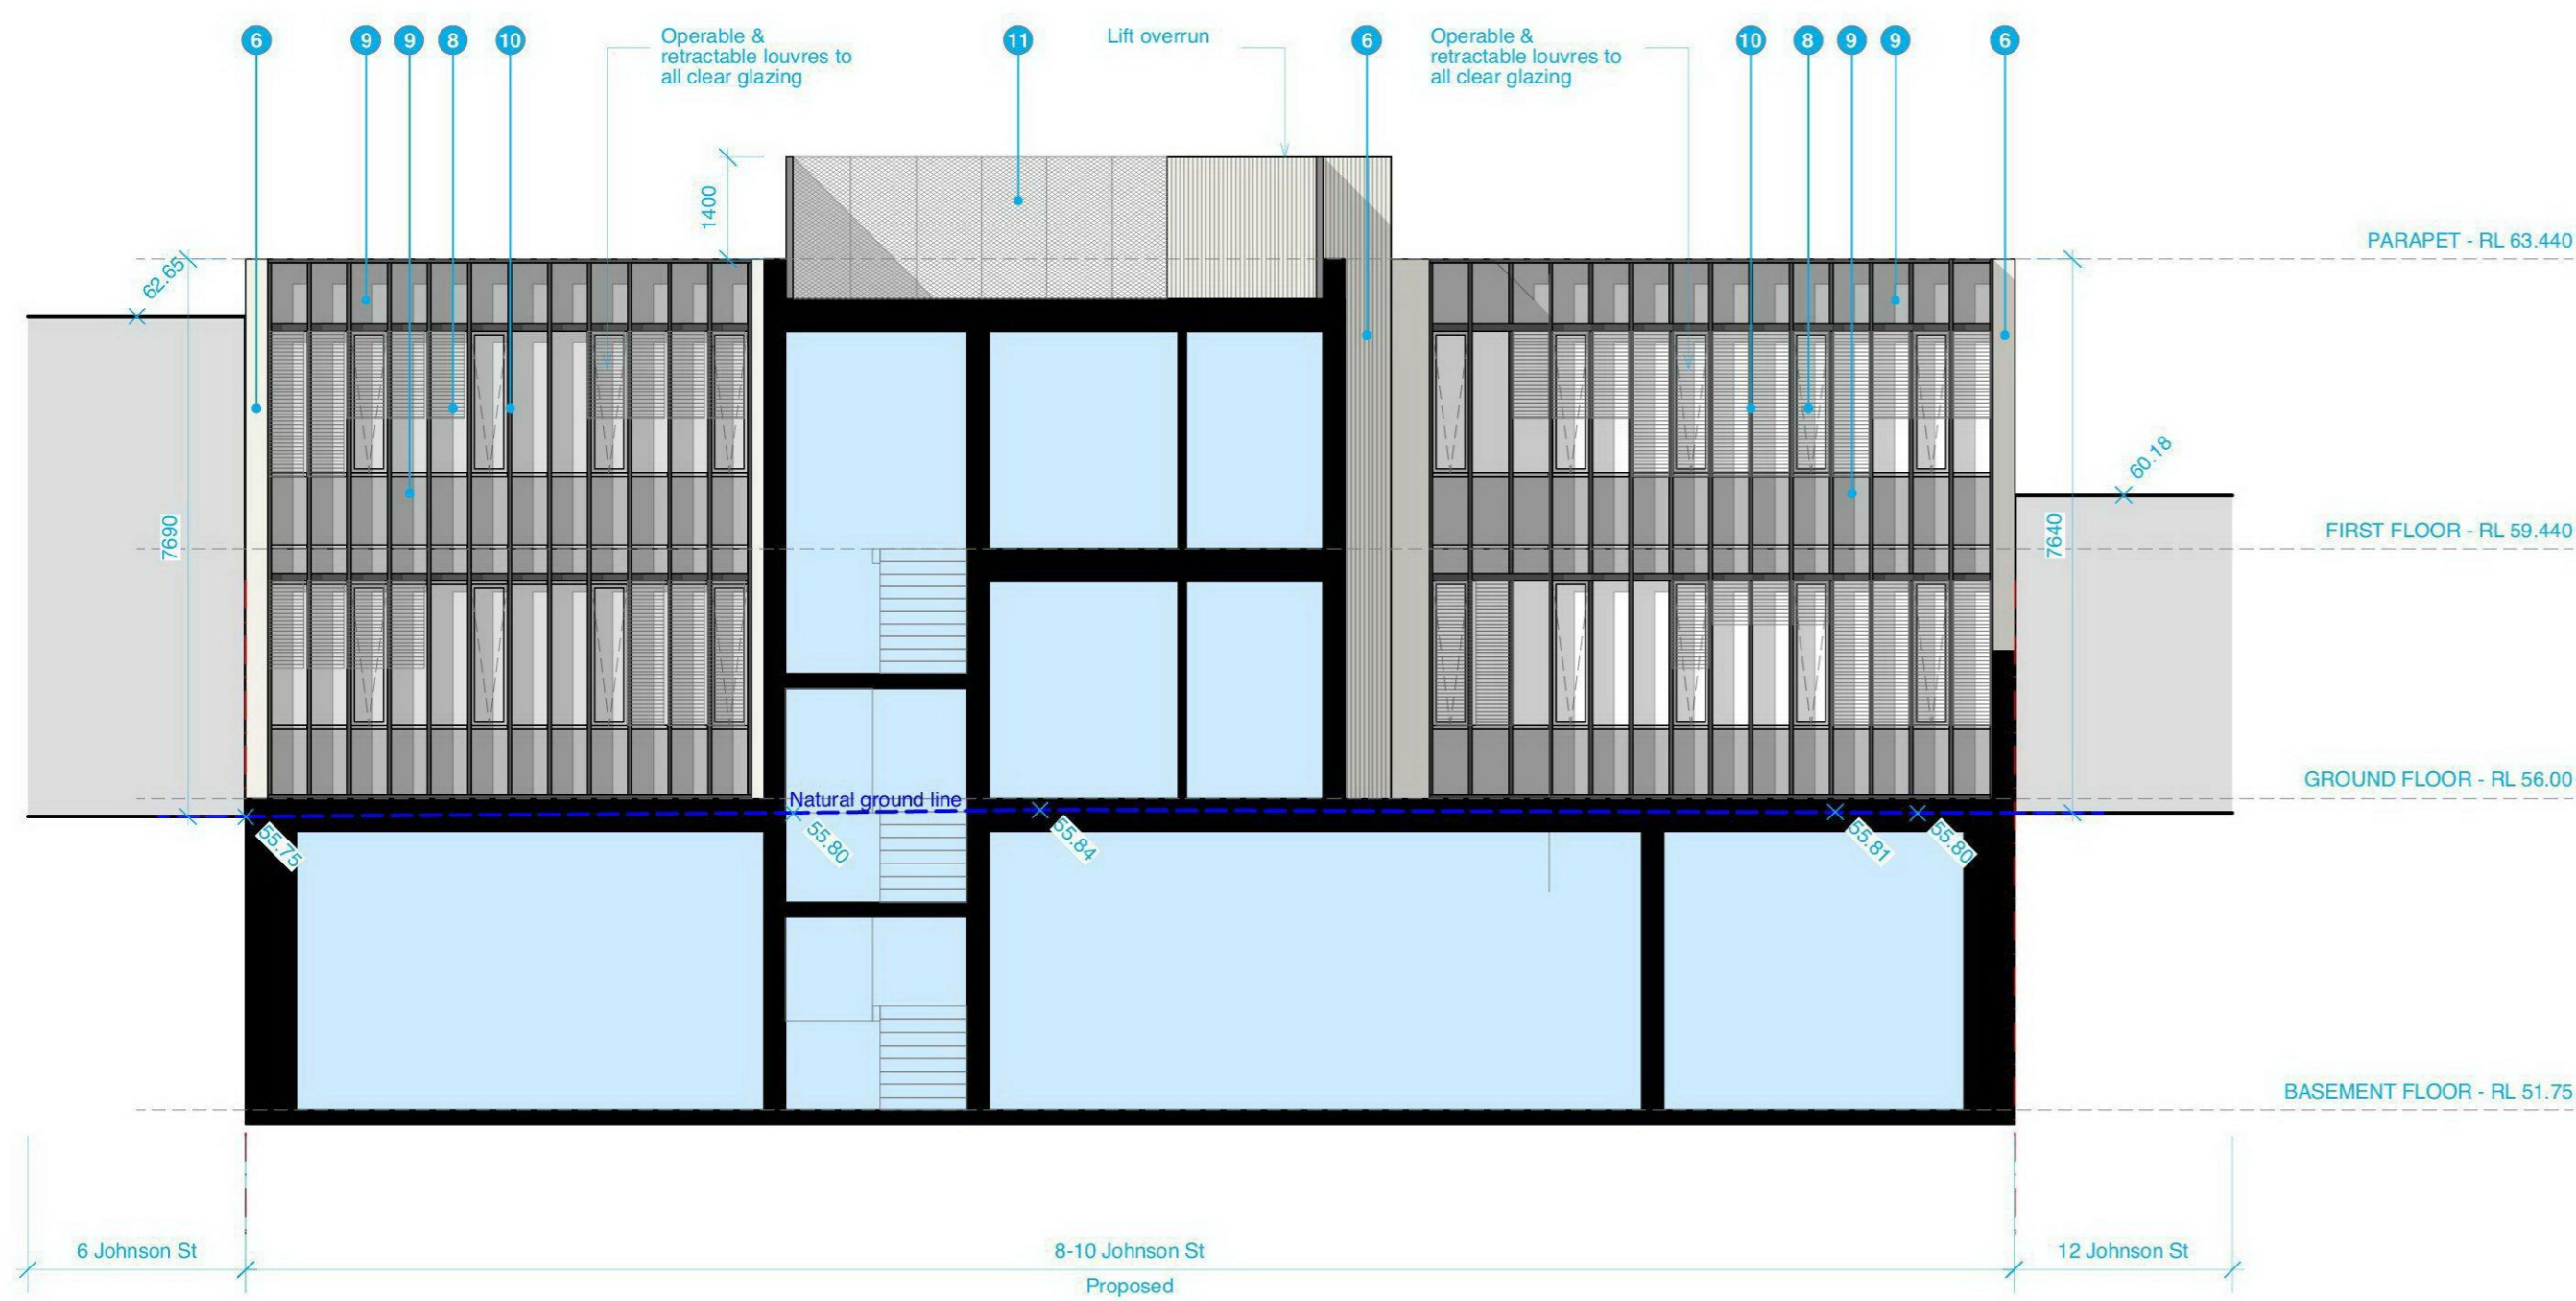 6
9
9
8
10
Operable &
retractable louvres to
all clear glazing
11
Lift overrun
6
Operable &
retractable louvres to
all clear glazing
10
8
9
9
6
1400
PARAPET - RL 63.440
62.65
60.18
7690
7640
FIRST FLOOR - RL 59.440
GROUND FLOOR - RL 56.00
Natural ground line
55.75
55.80
55.84
55.81
55.80
BASEMENT FLOOR - RL 51.75
6 Johnson St
8-10 Johnson St
12 Johnson St
Proposed